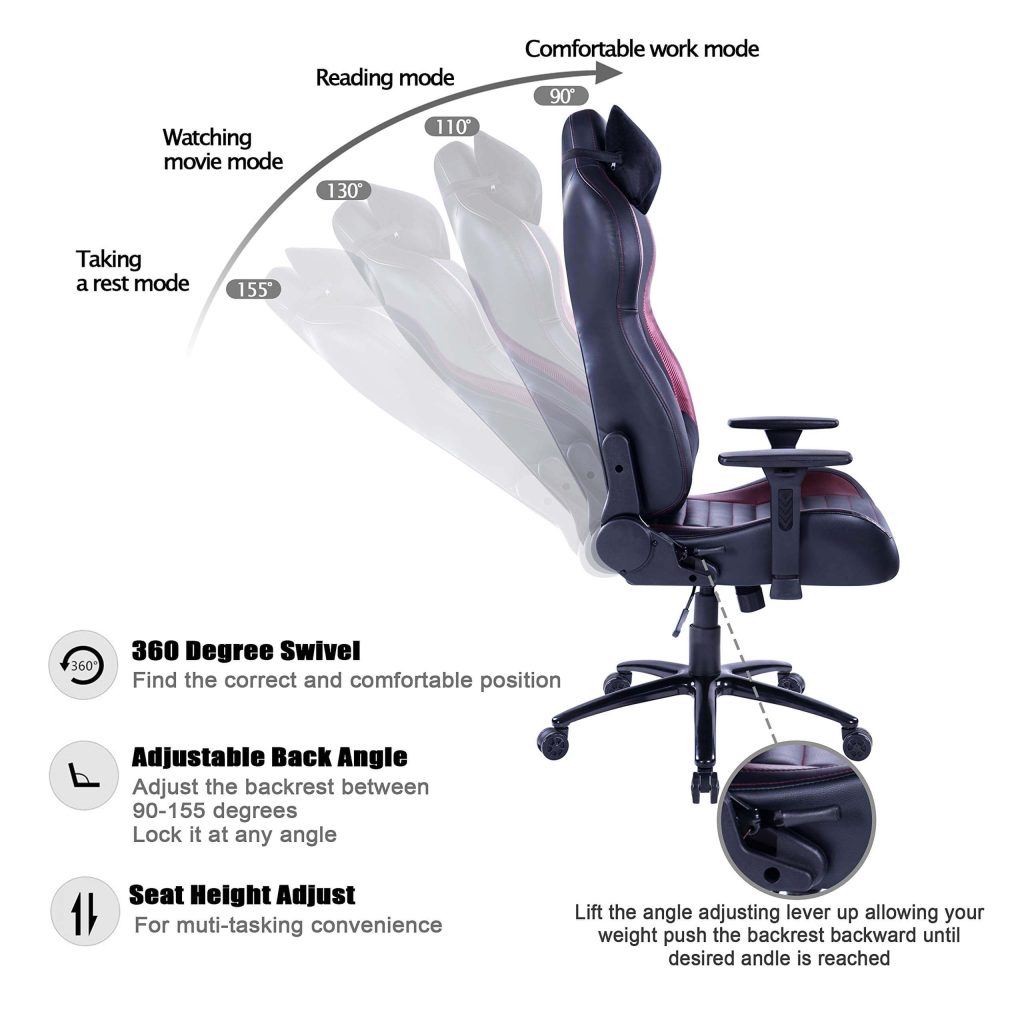 Comfortable work mode
Reading mode
90°
110°
Watching
movie mode
130°
Taking
a rest mode
155°
360°
360 Degree Swivel
Find the correct and comfortable position
Adjustable Back Angle
Adjust the backrest between
90-155 degrees
Lock it at any angle
Seat Height Adjust
For muti-tasking convenience
Lift the angle adjusting lever up allowing your
weight push the backrest backward until
desired andle is reached